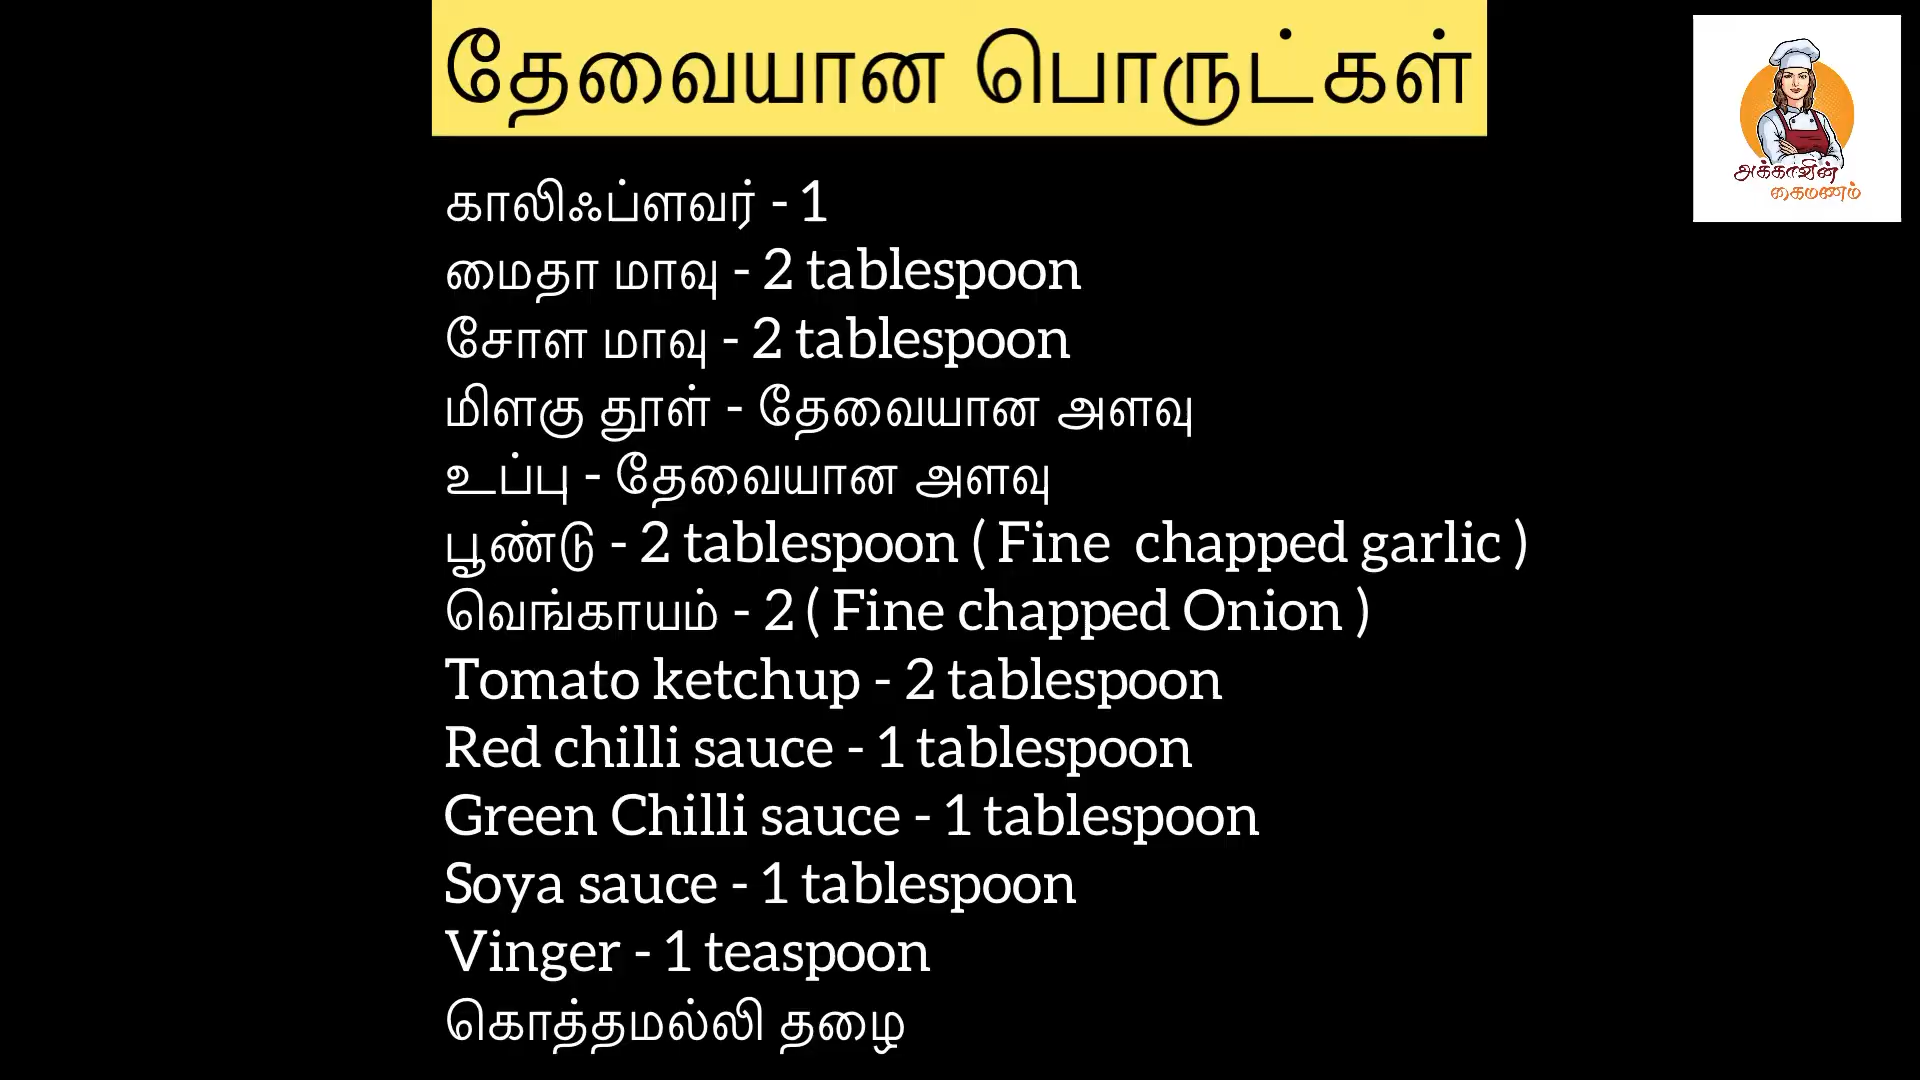 தேவையான பொருட்கள்
அக்காவின்
கைமணம்
காலிஃப்ளவர் - 1
மைதா மாவு - 2 tablespoon
சோள மாவு - 2 tablespoon
மிளகு தூள் - தேவையான அளவு
உப்பு - தேவையான அளவு
பூண்டு - 2 tablespoon ( Fine chapped garlic )
வெங்காயம் - 2 ( Fine chapped Onion )
Tomato ketchup - 2 tablespoon
Red chilli sauce - 1 tablespoon
Green Chilli sauce - 1 tablespoon
Soya sauce - 1 tablespoon
Vinger - 1 teaspoon
கொத்தமல்லி தழை